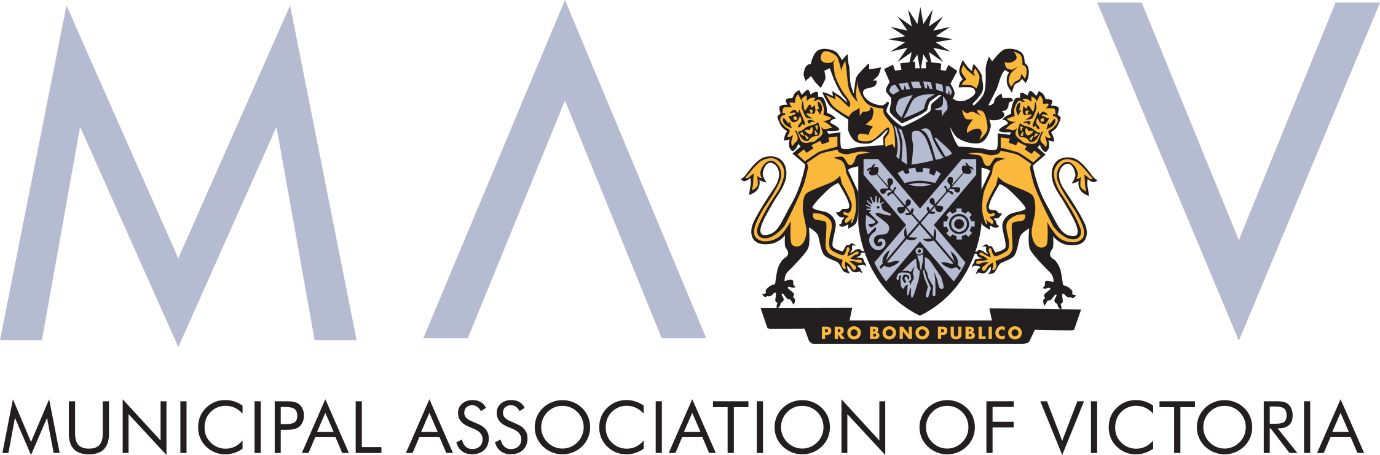 MAV
PRO BONO PUBLICO
MUNICIPAL ASSOCIATION OF VICTORIA